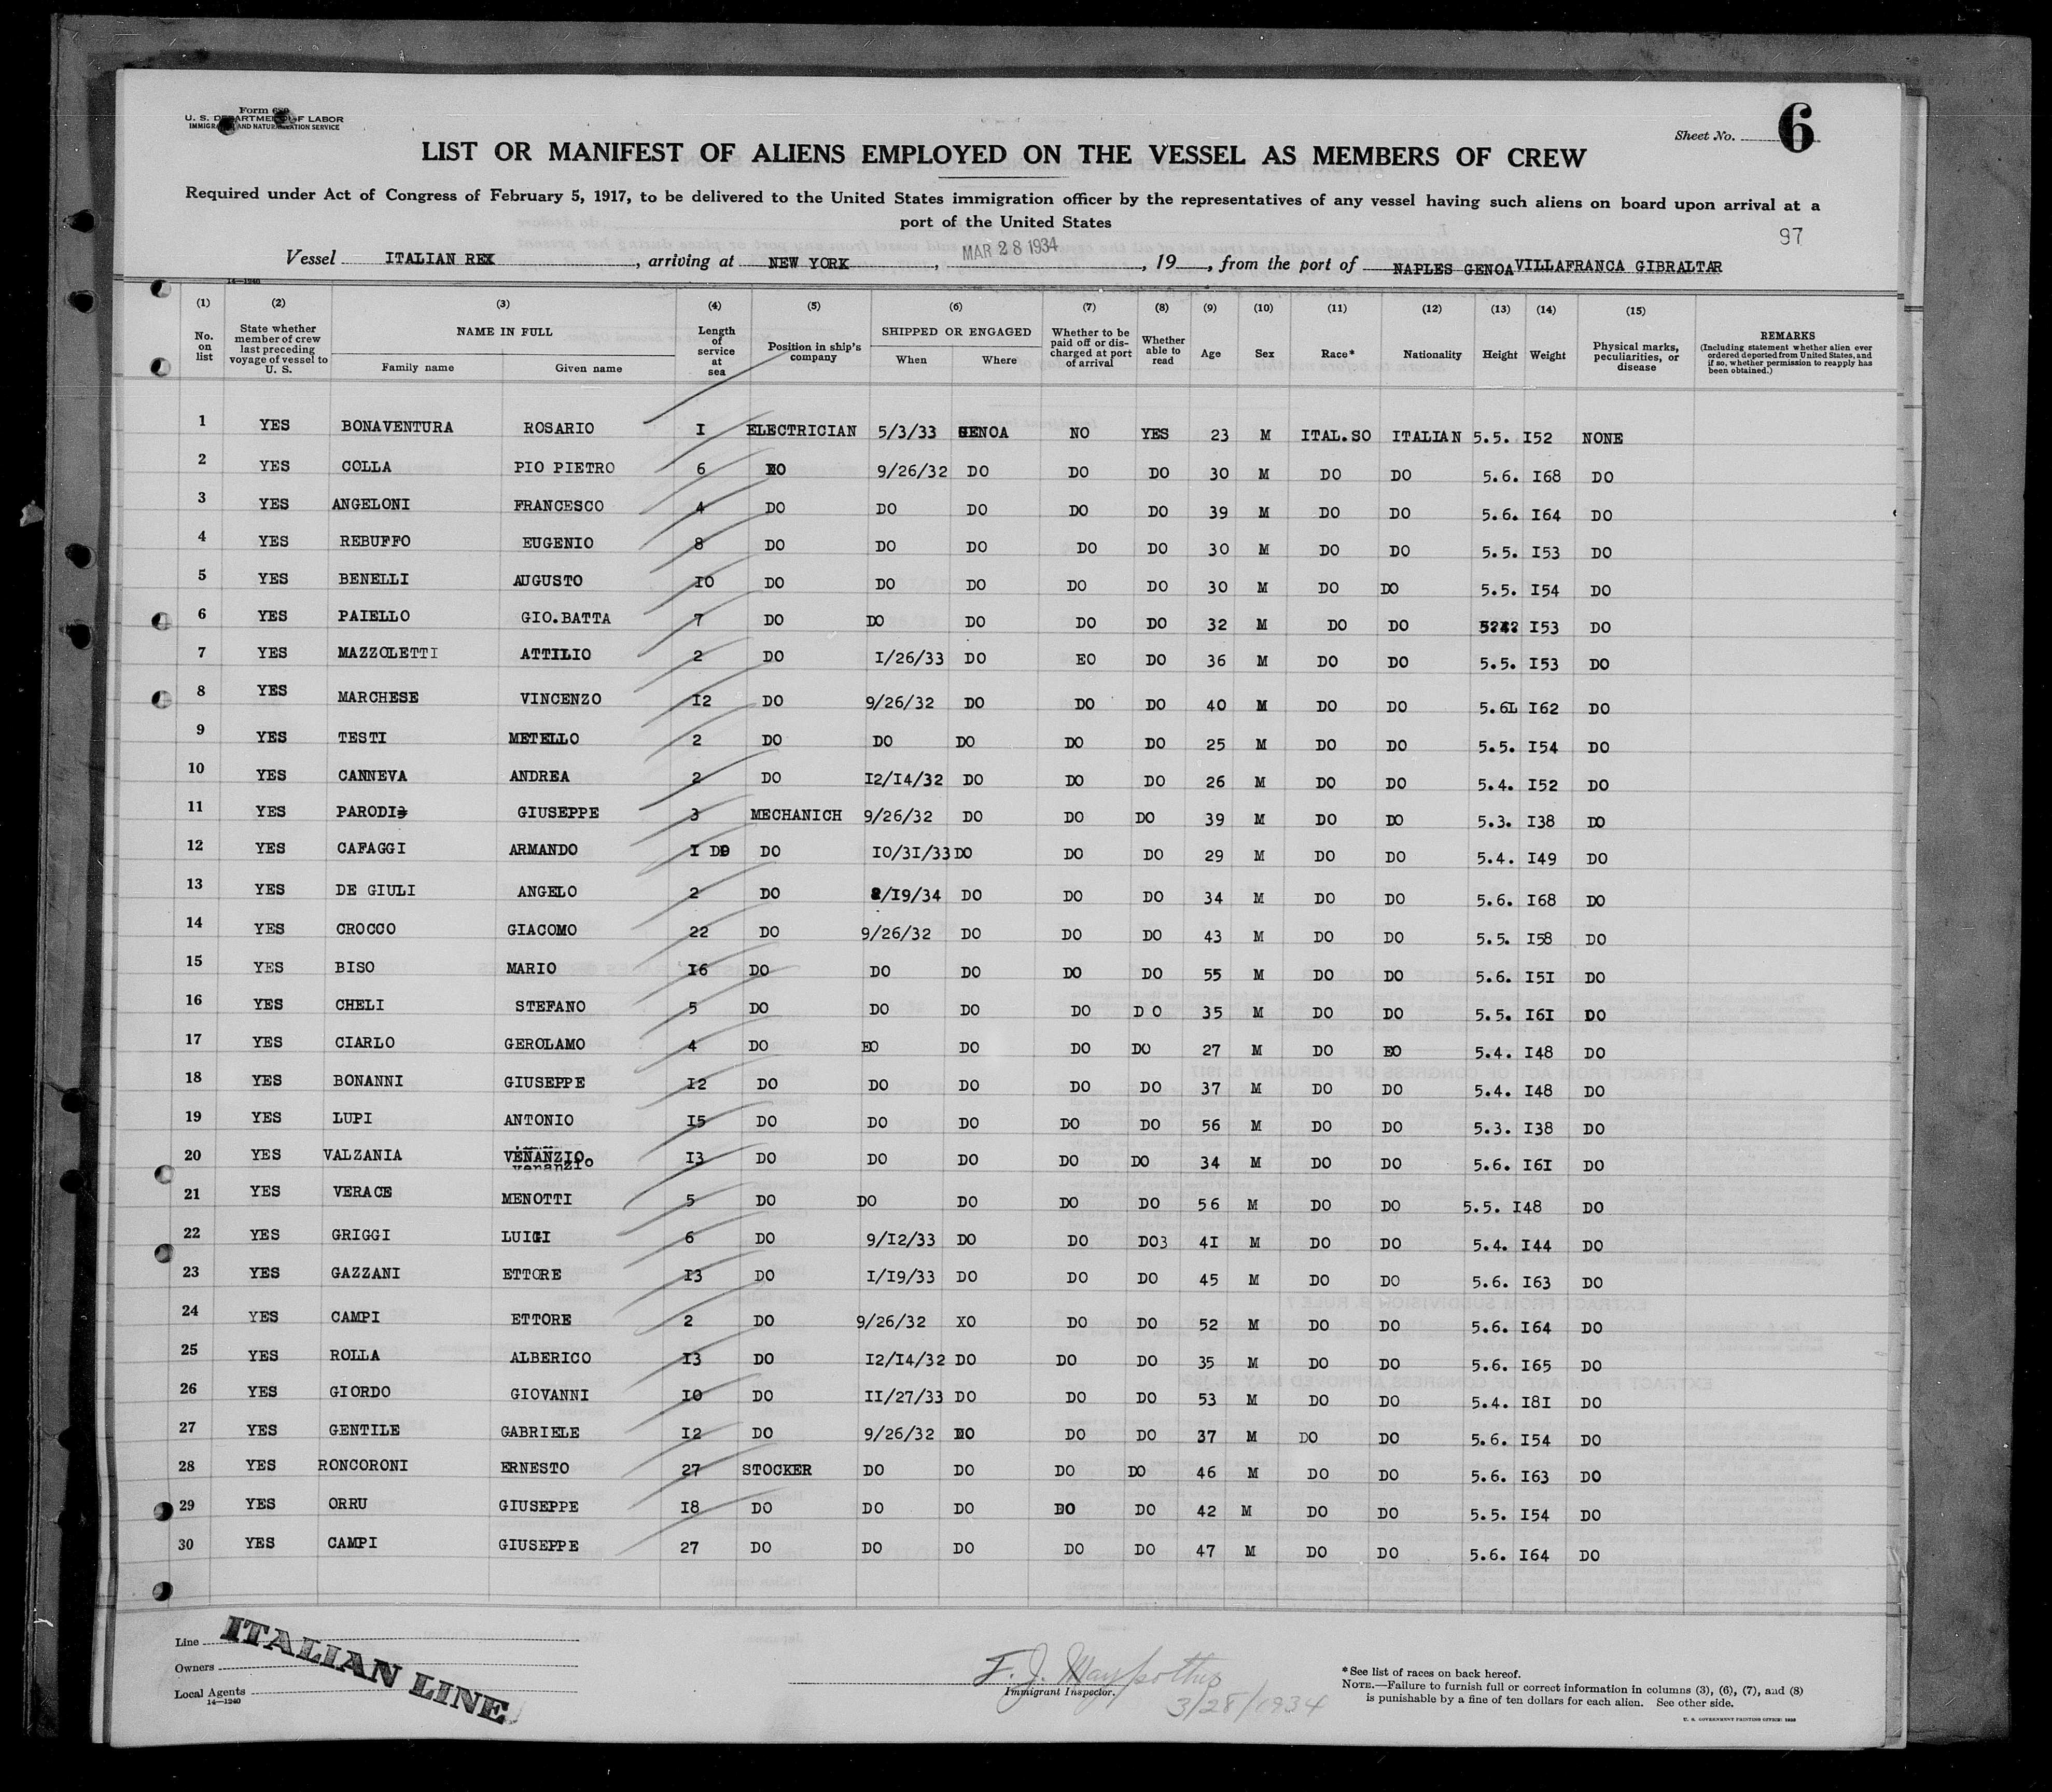 Form 689
U. S. DEPARTMENT OF LABOR
IMMIGRATION AND NATURALIZATION SERVICE
Sheet No. 6
LIST OR MANIFEST OF ALIENS EMPLOYED ON THE VESSEL AS MEMBERS OF CREW
Required under Act of Congress of February 5, 1917, to be delivered to the United States immigration officer by the representatives of any vessel having such aliens on board upon arrival at a
port of the United States
97
Vessel ITALIAN REX, arriving at NEW YORK, MAR 28 1934, 19, from the port of NAPLES GENOA VILLAFRANCA GIBRALTAR
14—1240
(1) (2) (3) (4) (5) (6) (7) (8) (9) (10) (11) (12) (13) (14) (15)
No. on list State whether member of crew last preceding voyage of vessel to U. S. NAME IN FULL Family name Given name Length of service at sea Position in ship's company SHIPPED OR ENGAGED When Where Whether to be paid off or discharged at port of arrival Whether able to read Age Sex Race* Nationality Height Weight Physical marks, peculiarities, or disease REMARKS (Including statement whether alien ever ordered deported from United States, and if so, whether permission to reapply has been obtained.)
1 YES BONAVENTURA ROSARIO I ELECTRICIAN 5/3/33 GENOA NO YES 23 M ITAL.SO ITALIAN 5.5. I52 NONE
2 YES COLLA PIO PIETRO 6 DO 9/26/32 DO DO DO 30 M DO DO 5.6. I68 DO
3 YES ANGELONI FRANCESCO 4 DO DO DO DO DO 39 M DO DO 5.6. I64 DO
4 YES REBUFFO EUGENIO 8 DO DO DO DO DO 30 M DO DO 5.5. I53 DO
5 YES BENELLI AUGUSTO IO DO DO DO DO DO 30 M DO DO 5.5. I54 DO
6 YES PAIELLO GIO.BATTA 7 DO DO DO DO DO 32 M DO DO I53 DO
7 YES MAZZOLETTI ATTILIO 2 DO I/26/33 DO EO DO 36 M DO DO 5.5. I53 DO
8 YES MARCHESE VINCENZO I2 DO 9/26/32 DO DO DO 40 M DO DO 5.6L I62 DO
9 YES TESTI METELLO 2 DO DO DO DO DO 25 M DO DO 5.5. I54 DO
10 YES CANNEVA ANDREA 2 DO I2/I4/32 DO DO DO 26 M DO DO 5.4. I52 DO
11 YES PARODI GIUSEPPE 3 MECHANICH 9/26/32 DO DO DO 39 M DO DO 5.3. I38 DO
12 YES CAFAGGI ARMANDO I DO DO IO/3I/33 DO DO DO 29 M DO DO 5.4. I49 DO
13 YES DE GIULI ANGELO 2 DO 2/I9/34 DO DO DO 34 M DO DO 5.6. I68 DO
14 YES CROCCO GIACOMO 22 DO 9/26/32 DO DO DO 43 M DO DO 5.5. I58 DO
15 YES BISO MARIO I6 DO DO DO DO DO 55 M DO DO 5.6. I5I DO
16 YES CHELI STEFANO 5 DO DO DO DO D O 35 M DO DO 5.5. I6I DO
17 YES CIARLO GEROLAMO 4 DO EO DO DO DO 27 M DO EO 5.4. I48 DO
18 YES BONANNI GIUSEPPE I2 DO DO DO DO DO 37 M DO DO 5.4. I48 DO
19 YES LUPI ANTONIO I5 DO DO DO DO DO 56 M DO DO 5.3. I38 DO
20 YES VALZANIA VENANZIO venanzio I3 DO DO DO DO DO 34 M DO DO 5.6. I6I DO
21 YES VERACE MENOTTI 5 DO DO DO DO DO 56 M DO DO 5.5. I48 DO
22 YES GRIGGI LUIGI 6 DO 9/I2/33 DO DO DO3 4I M DO DO 5.4. I44 DO
23 YES GAZZANI ETTORE I3 DO I/I9/33 DO DO DO 45 M DO DO 5.6. I63 DO
24 YES CAMPI ETTORE 2 DO 9/26/32 XO DO DO 52 M DO DO 5.6. I64 DO
25 YES ROLLA ALBERICO I3 DO I2/I4/32 DO DO DO 35 M DO DO 5.6. I65 DO
26 YES GIORDO GIOVANNI IO DO II/27/33 DO DO DO 53 M DO DO 5.4. I8I DO
27 YES GENTILE GABRIELE I2 DO 9/26/32 DO DO DO 37 M DO DO 5.6. I54 DO
28 YES RONCORONI ERNESTO 27 STOCKER DO DO DO DO 46 M DO DO 5.6. I63 DO
29 YES ORRU GIUSEPPE I8 DO DO DO DO DO 42 M DO DO 5.5. I54 DO
30 YES CAMPI GIUSEPPE 27 DO DO DO DO DO 47 M DO DO 5.6. I64 DO
Line
Owners
Local Agents
14—1240
ITALIAN LINE
F. J.
Immigrant Inspector.
3/28/1934
*See list of races on back hereof.
NOTE.—Failure to furnish full or correct information in columns (3), (6), (7), and (8)
is punishable by a fine of ten dollars for each alien. See other side.
U. S. GOVERNMENT PRINTING OFFICE: